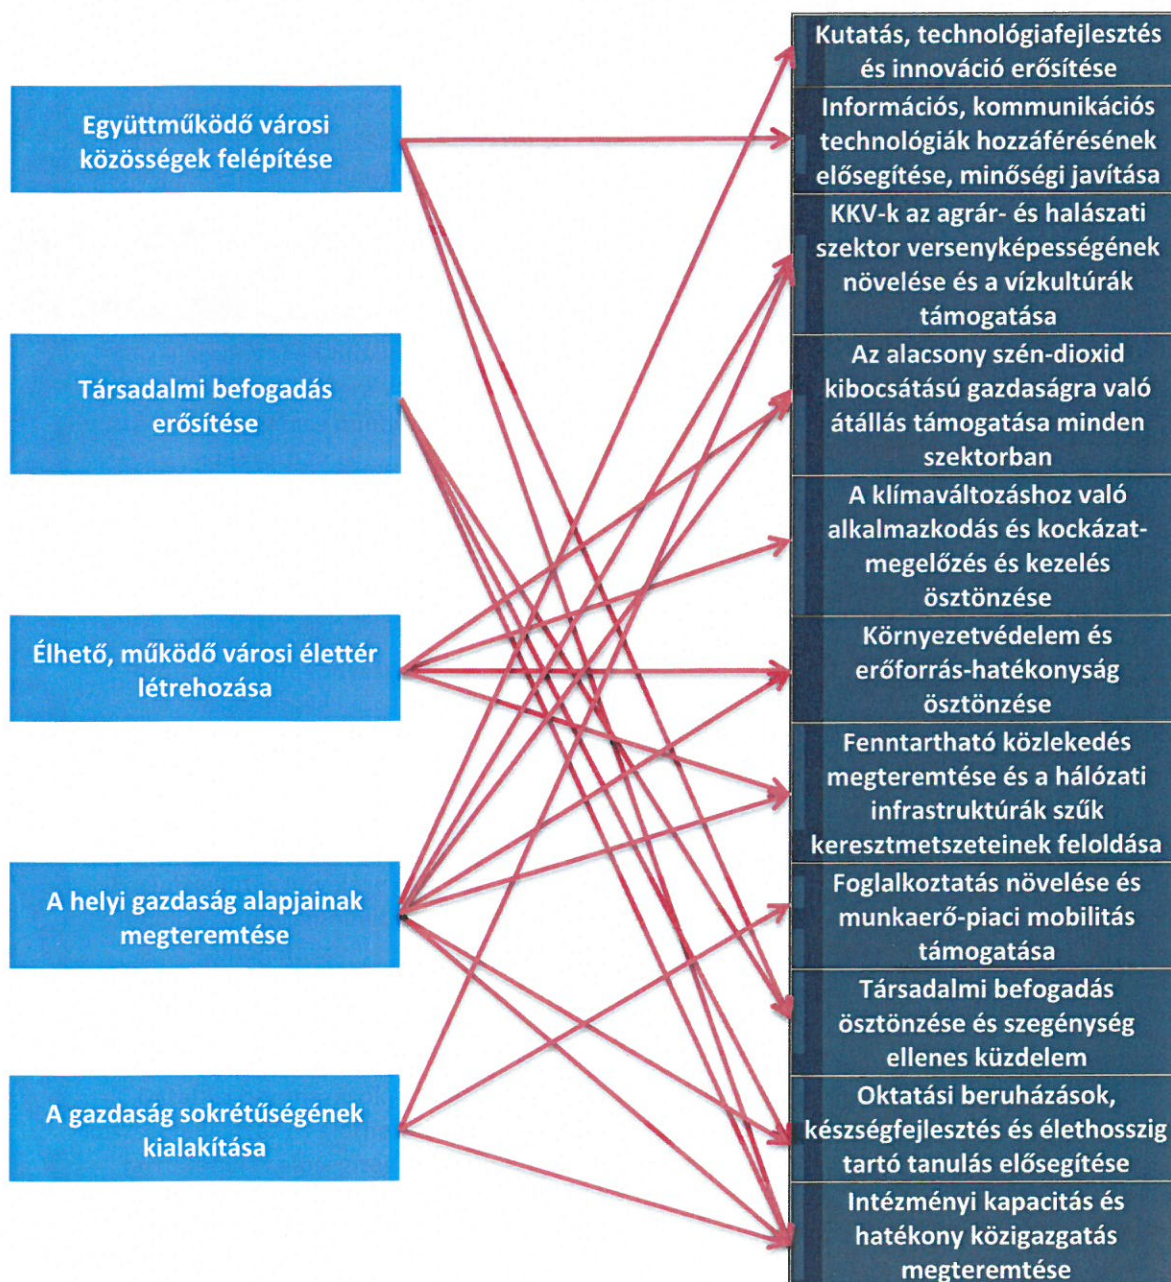 Együttműködő városi
közösségek felépítése
Társadalmi befogadás
erősítése
Élhető, működő városi élettér
létrehozása
A helyi gazdaság alapjainak
megteremtése
A gazdaság sokrétűségének
kialakítása
Kutatás, technológiafejlesztés
és innováció erősítése
Információs, kommunikációs
technológiák hozzáférésének
elősegítése, minőségi javítása
KKV-k az agrár- és halászati
szektor versenyképességének
növelése és a vízkultúrák
támogatása
Az alacsony szén-dioxid
kibocsátású gazdaságra való
átállás támogatása minden
szektorban
A klímaváltozáshoz való
alkalmazkodás és kockázat-
megelőzés és kezelés
ösztönzése
Környezetvédelem és
erőforrás-hatékonyság
ösztönzése
Fenntartható közlekedés
megteremtése és a hálózati
infrastruktúrák szűk
keresztmetszeteinek feloldása
Foglalkoztatás növelése és
munkaerő-piaci mobilitás
támogatása
Társadalmi befogadás
ösztönzése és szegénység
ellenes küzdelem
Oktatási beruházások,
készségfejlesztés és élethosszig
tartó tanulás elősegítése
Intézményi kapacitás és
hatékony közigazgatás
megteremtése